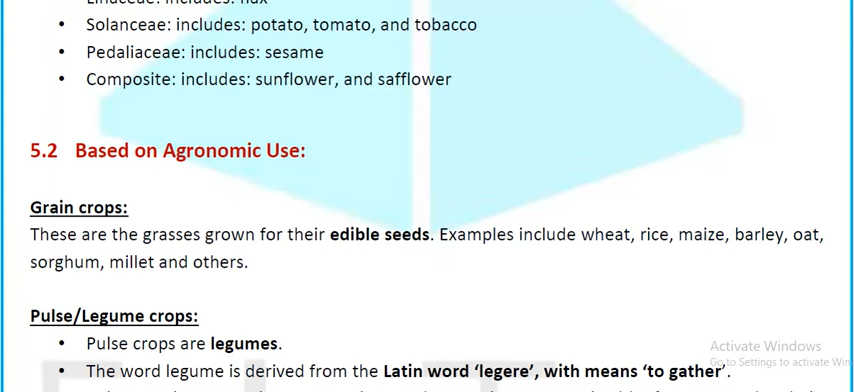 Linaceae: includes: flax
• Solanceae: includes: potato, tomato, and tobacco
• Pedaliaceae: includes: sesame
• Composite: includes: sunflower, and safflower
5.2 Based on Agronomic Use:
Grain crops:
These are the grasses grown for their edible seeds. Examples include wheat, rice, maize, barley, oat,
sorghum, millet and others.
Pulse/Legume crops:
• Pulse crops are legumes.
• The word legume is derived from the Latin word ‘legere’, with means ‘to gather’.
Activate Windows
Go to Settings to activate Win